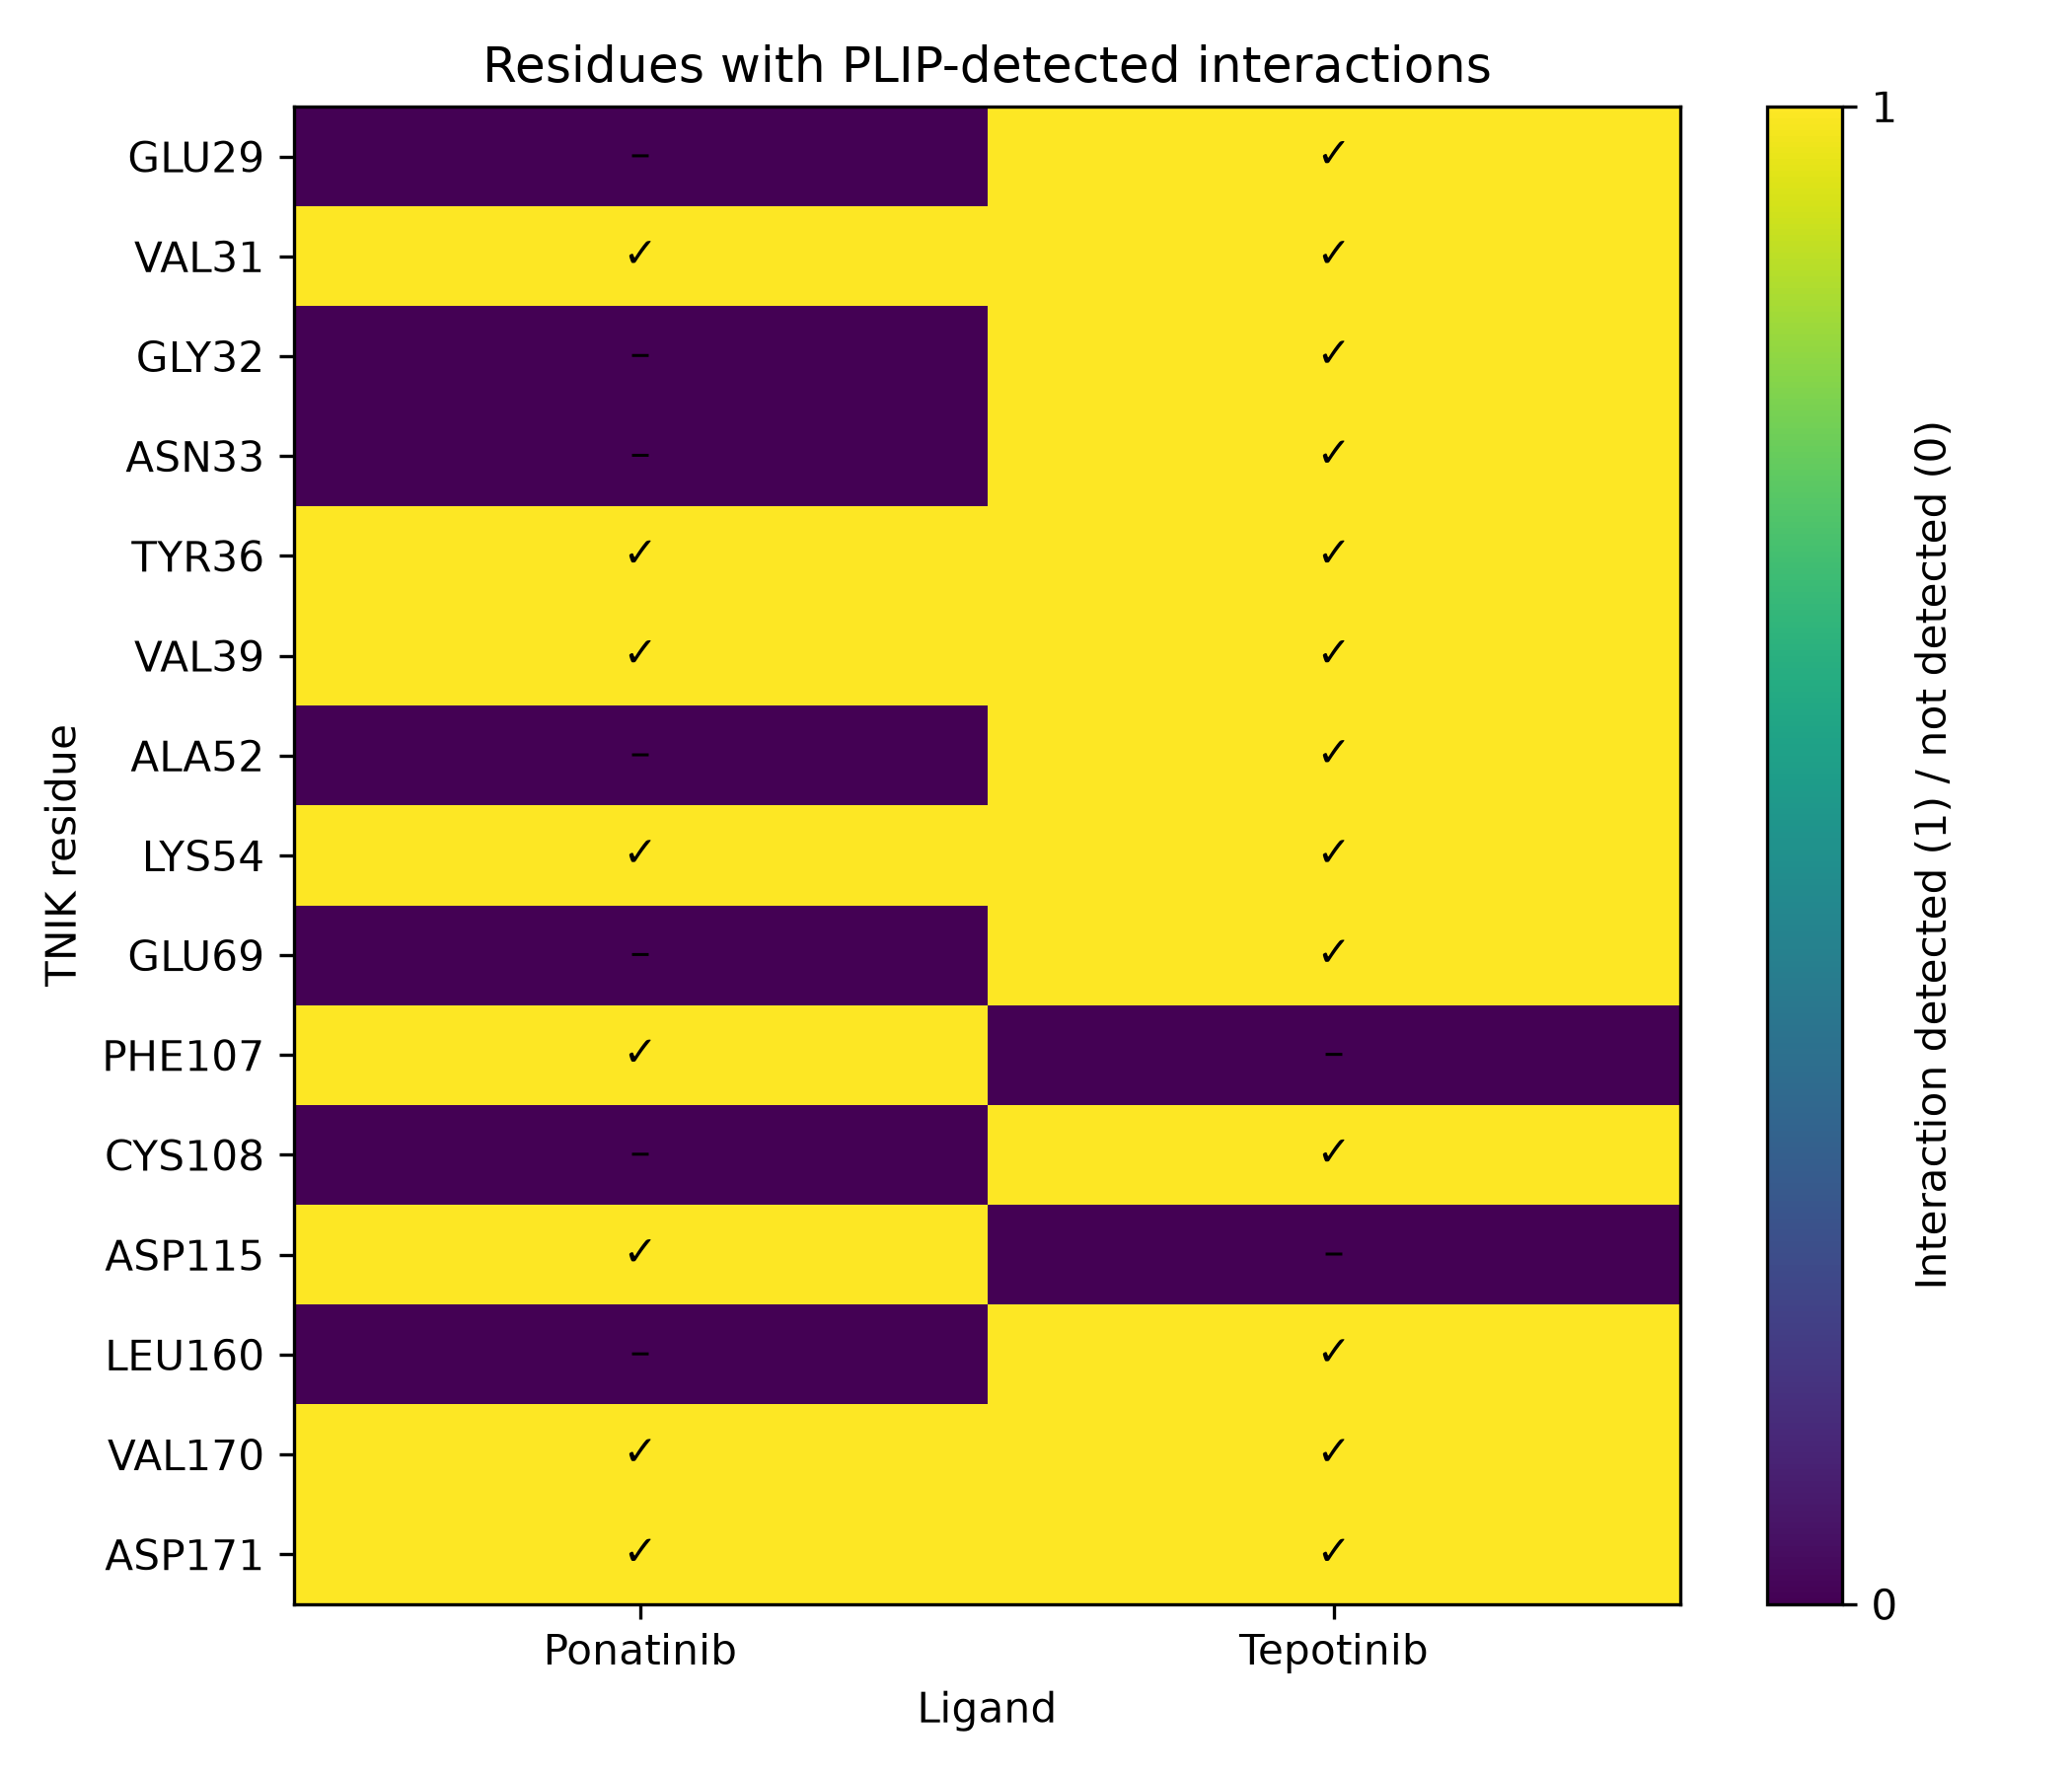 Residues with PLIP-detected interactions
TNIK residue
GLU29 – ✓
VAL31 ✓ ✓
GLY32 – ✓
ASN33 – ✓
TYR36 ✓ ✓
VAL39 ✓ ✓
ALA52 – ✓
LYS54 ✓ ✓
GLU69 – ✓
PHE107 ✓ –
CYS108 – ✓
ASP115 ✓ –
LEU160 – ✓
VAL170 ✓ ✓
ASP171 ✓ ✓
Ponatinib Tepotinib
Ligand
1
0
Interaction detected (1) / not detected (0)